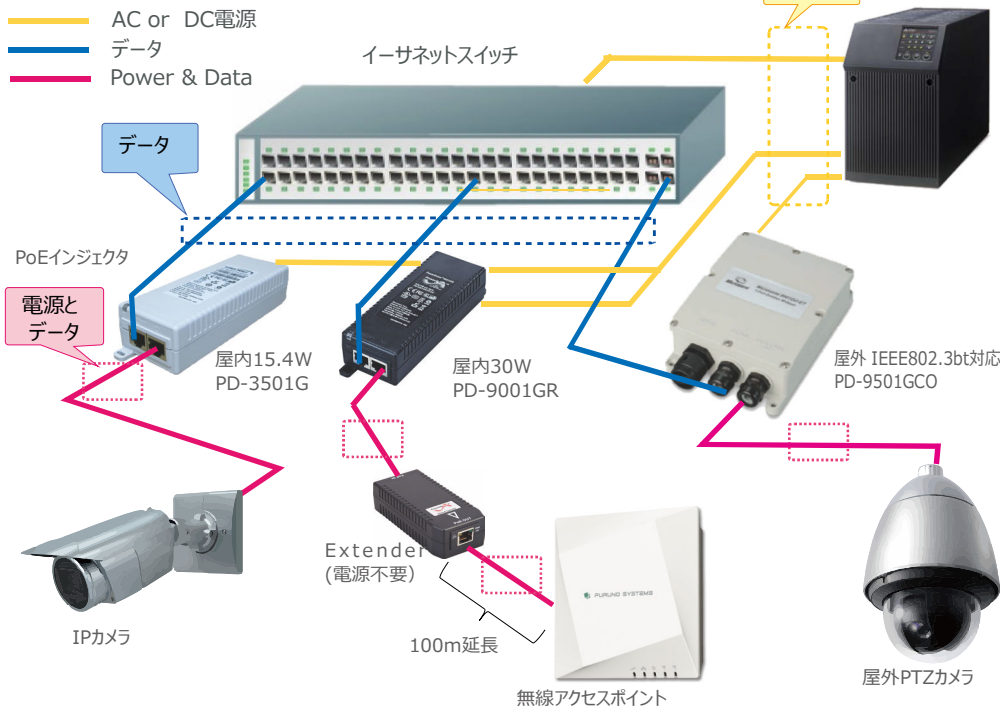 AC or DC電源
データ
Power & Data
イーサネットスイッチ
データ
PoEインジェクタ
電源と
データ
屋内15.4W
PD-3501G
屋内30W
PD-9001GR
屋外 IEEE802.3bt対応
PD-9501GCO
Extender
(電源不要)
FURUNO SYSTEMS
100m延長
IPカメラ
無線アクセスポイント
屋外PTZカメラ